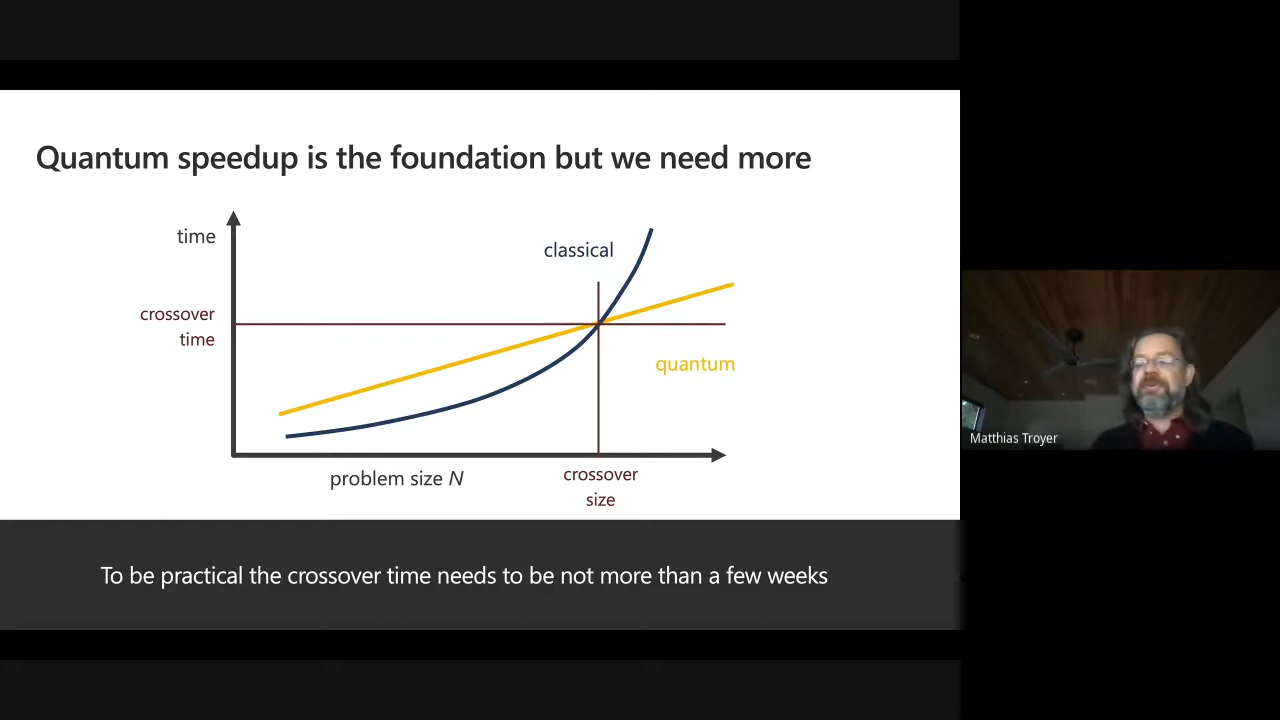 Quantum speedup is the foundation but we need more
time
classical
crossover
time
quantum
problem size N
crossover
size
Matthias Troyer
To be practical the crossover time needs to be not more than a few weeks